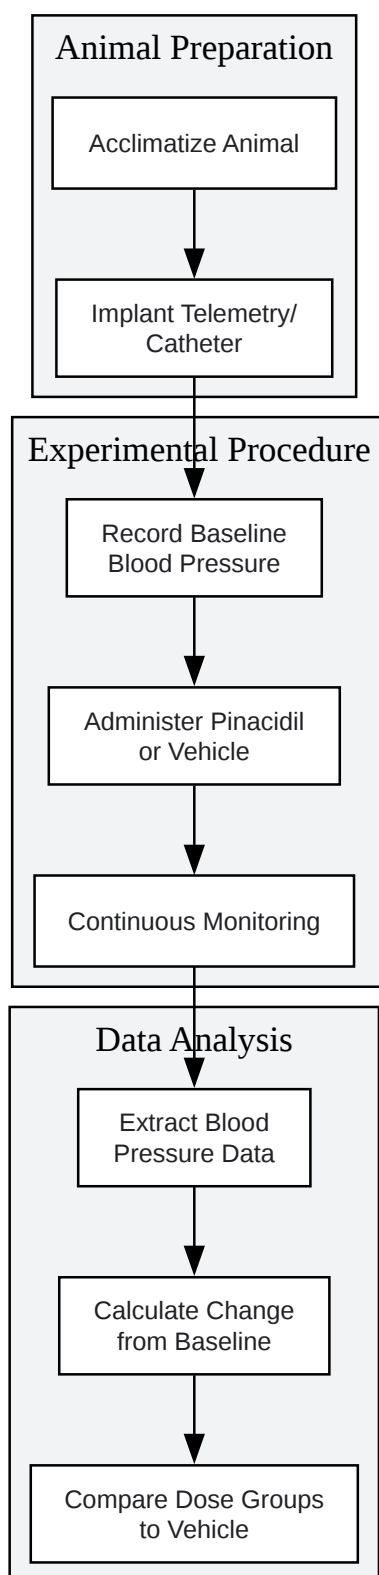 Animal Preparation
Acclimatize Animal
Implant Telemetry/
Catheter
Experimental Procedure
Record Baseline
Blood Pressure
Administer Pinacidil
or Vehicle
Continuous Monitoring
Data Analysis
Extract Blood
Pressure Data
Calculate Change
from Baseline
Compare Dose Groups
to Vehicle